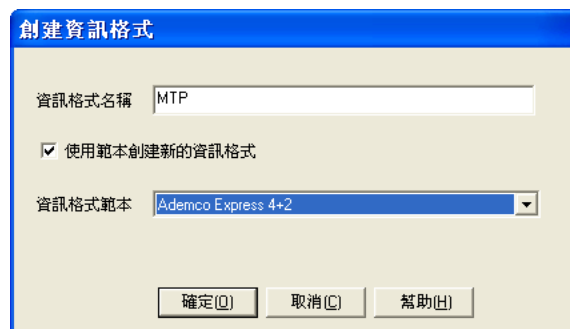 創建資訊格式
資訊格式名稱 MTP
使用範本創建新的資訊格式
資訊格式範本 Ademco Express 4+2
確定(O) 取消(C) 幫助(H)